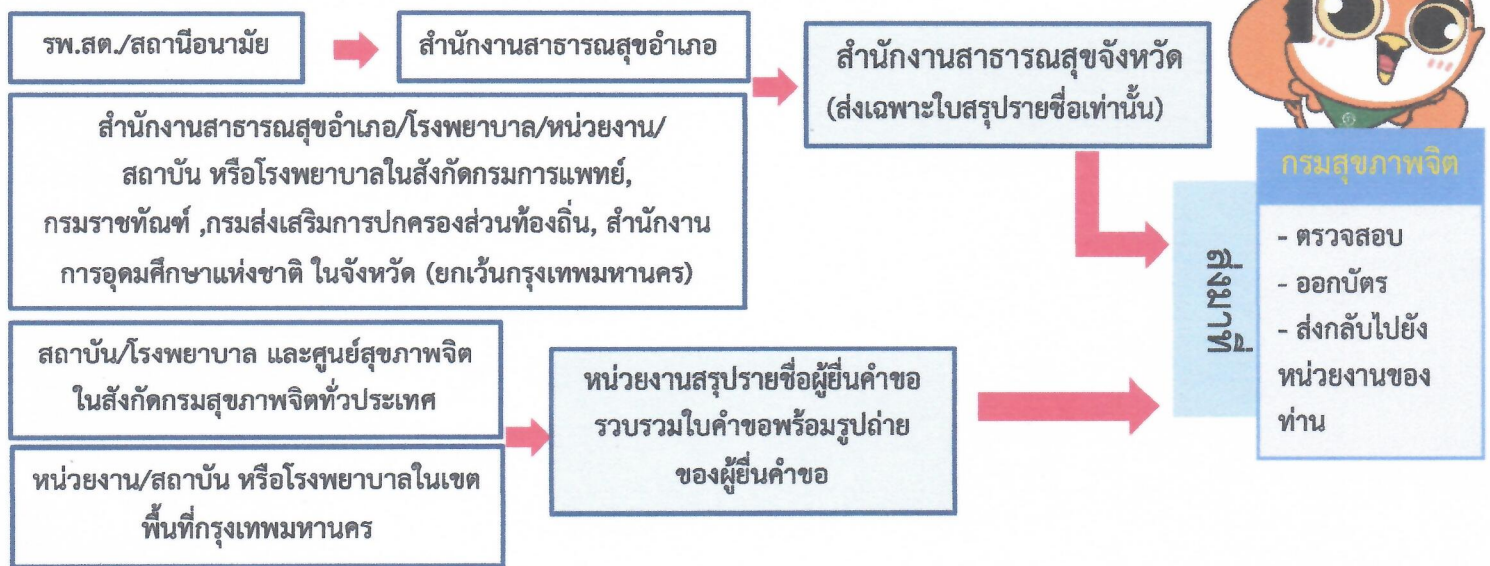 รพ.สต./สถานีอนามัย
สำนักงานสาธารณสุขอำเภอ
สำนักงานสาธารณสุขจังหวัด
(ส่งเฉพาะใบสรุปรายชื่อเท่านั้น)
สำนักงานสาธารณสุขอำเภอ/โรงพยาบาล/หน่วยงาน/
สถาบัน หรือโรงพยาบาลในสังกัดกรมการแพทย์,
กรมราชทัณฑ์ ,กรมส่งเสริมการปกครองส่วนท้องถิ่น, สำนักงาน
การอุดมศึกษาแห่งชาติ ในจังหวัด (ยกเว้นกรุงเทพมหานคร)
สถาบัน/โรงพยาบาล และศูนย์สุขภาพจิต
ในสังกัดกรมสุขภาพจิตทั่วประเทศ
หน่วยงาน/สถาบัน หรือโรงพยาบาลในเขต
พื้นที่กรุงเทพมหานคร
หน่วยงานสรุปรายชื่อผู้ยื่นคำขอ
รวบรวมใบคำขอพร้อมรูปถ่าย
ของผู้ยื่นคำขอ
ส่งมาที่
กรมสุขภาพจิต
- ตรวจสอบ
- ออกบัตร
- ส่งกลับไปยัง
หน่วยงานของ
ท่าน